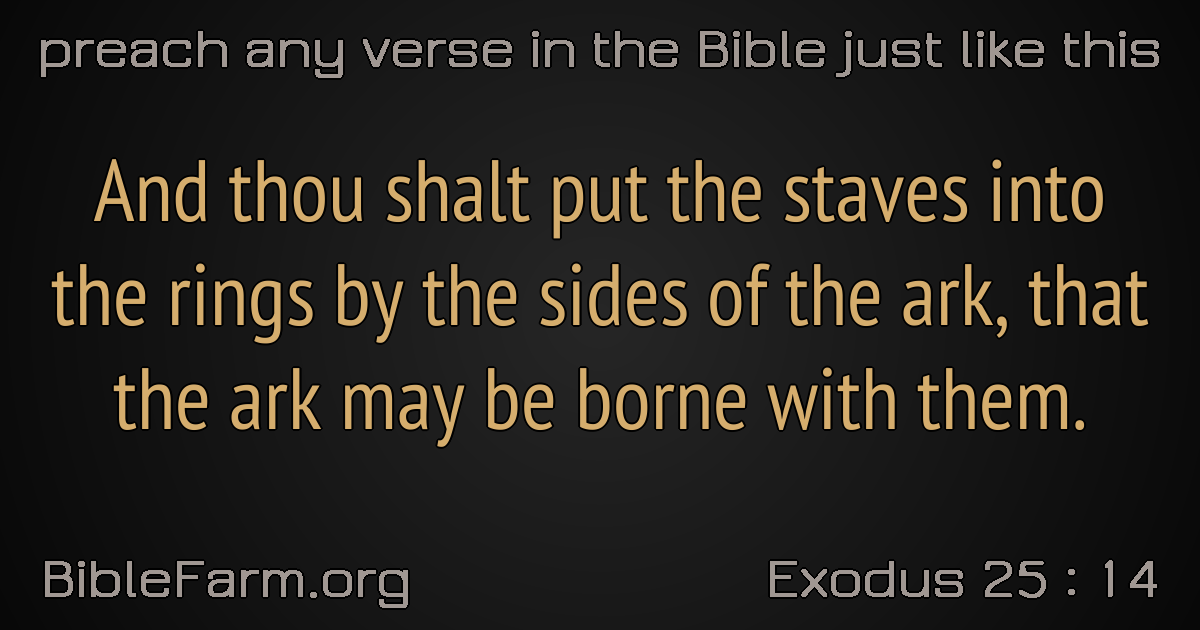 preach any verse in the Bible just like this
And thou shalt put the staves into
the rings by the sides of the ark, that
the ark may be borne with them.
BibleFarm.org
Exodus 25 : 14